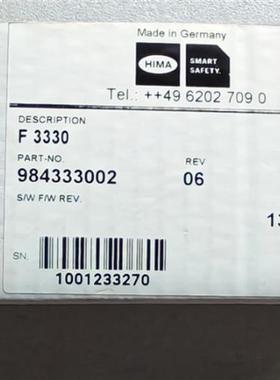 Made in Germany
HIMA
SMART
SAFETY.
Tel.: ++49 6202 709 0
DESCRIPTION
F 3330
PART-NO.
REV
984333002
06
S/W F/W REV.
13
SN.
1001233270